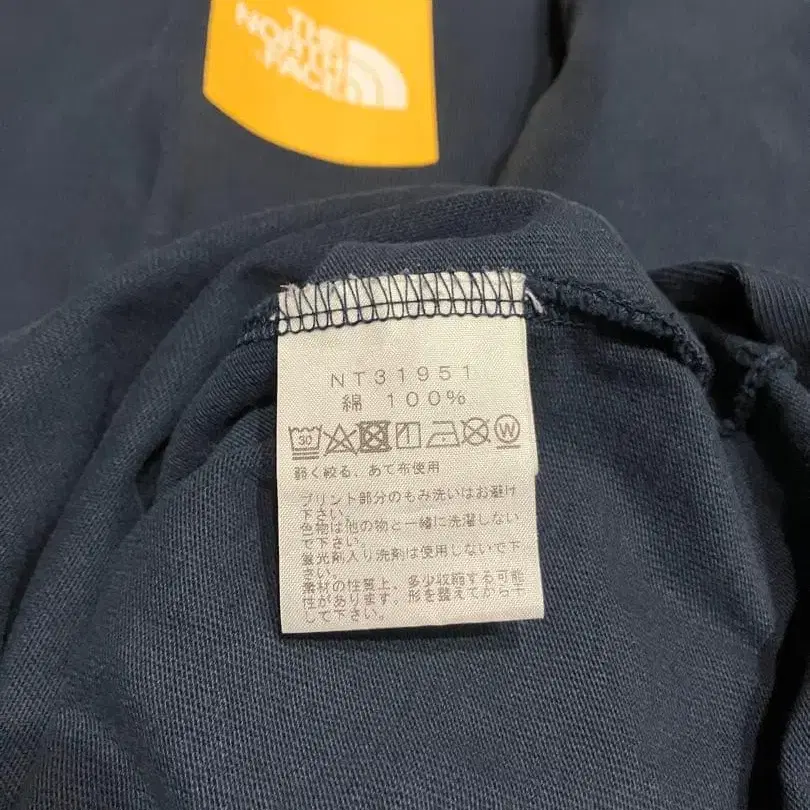 THE
NORTH
FACE
NT31951
綿 100%
30 W
弱く絞る、あて布使用
プリント部分のもみ洗いはお避け
下さい。
色物は他の物と一緒に洗濯しない
で下さい。
蛍光剤入り洗剤は使用しないで下
さい。
素材の性質上、多少収縮する可能
性があります、形を整えてから干
して下さい。